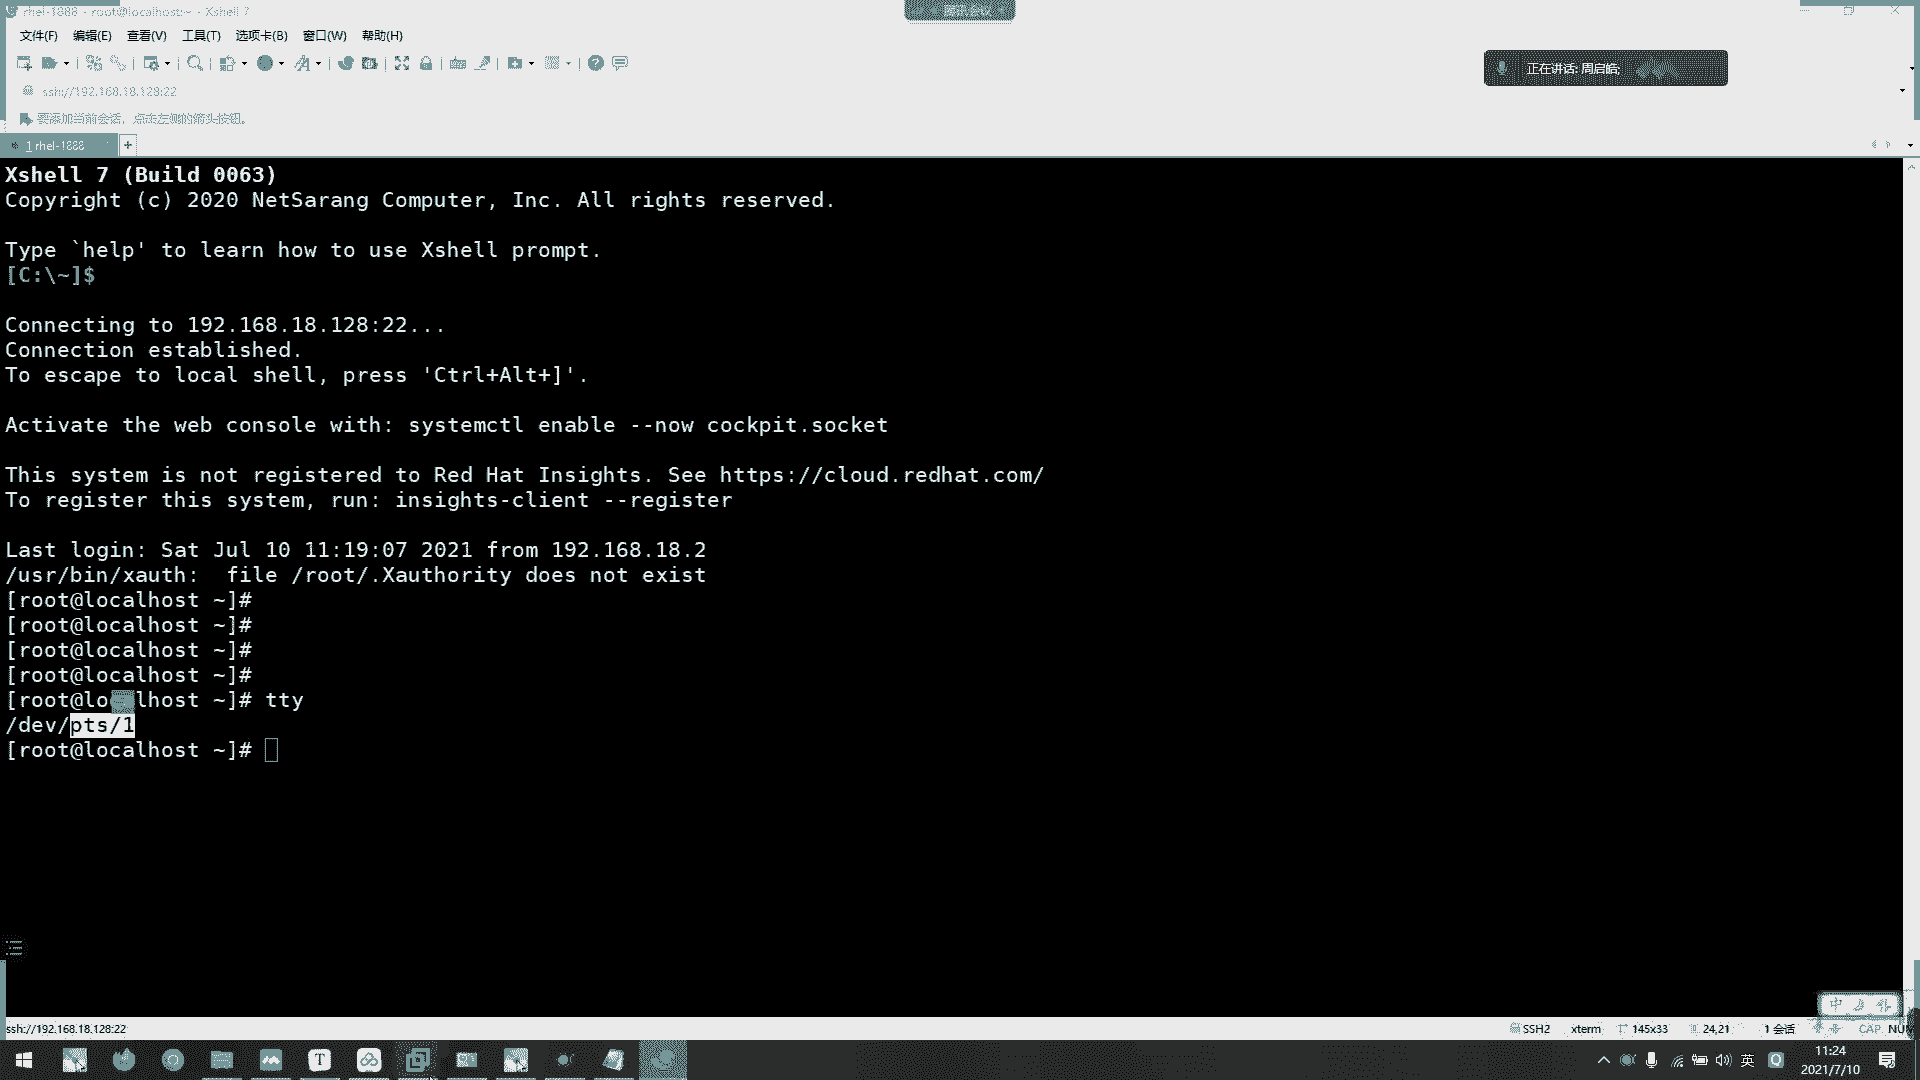 rhel-1888 - root@localhost:~ - Xshell 7
文件(F) 编辑(E) 查看(V) 工具(T) 选项卡(B) 窗口(W) 帮助(H)
正在讲话: 周启皓;
ssh://192.168.18.128:22
要添加当前会话，点击左侧的箭头按钮。
1 rhel-1888 +
Xshell 7 (Build 0063)
Copyright (c) 2020 NetSarang Computer, Inc. All rights reserved.
Type `help' to learn how to use Xshell prompt.
[C:\~]$
Connecting to 192.168.18.128:22...
Connection established.
To escape to local shell, press 'Ctrl+Alt+]'.
Activate the web console with: systemctl enable --now cockpit.socket
This system is not registered to Red Hat Insights. See https://cloud.redhat.com/
To register this system, run: insights-client --register
Last login: Sat Jul 10 11:19:07 2021 from 192.168.18.2
/usr/bin/xauth:  file /root/.Xauthority does not exist
[root@localhost ~]#
[root@localhost ~]#
[root@localhost ~]#
[root@localhost ~]#
[root@localhost ~]# tty
/dev/pts/1
[root@localhost ~]#
中
ssh://192.168.18.128:22 SSH2 xterm 145x33 24,21 1 会话 CAP NUM
英 11:24
2021/7/10